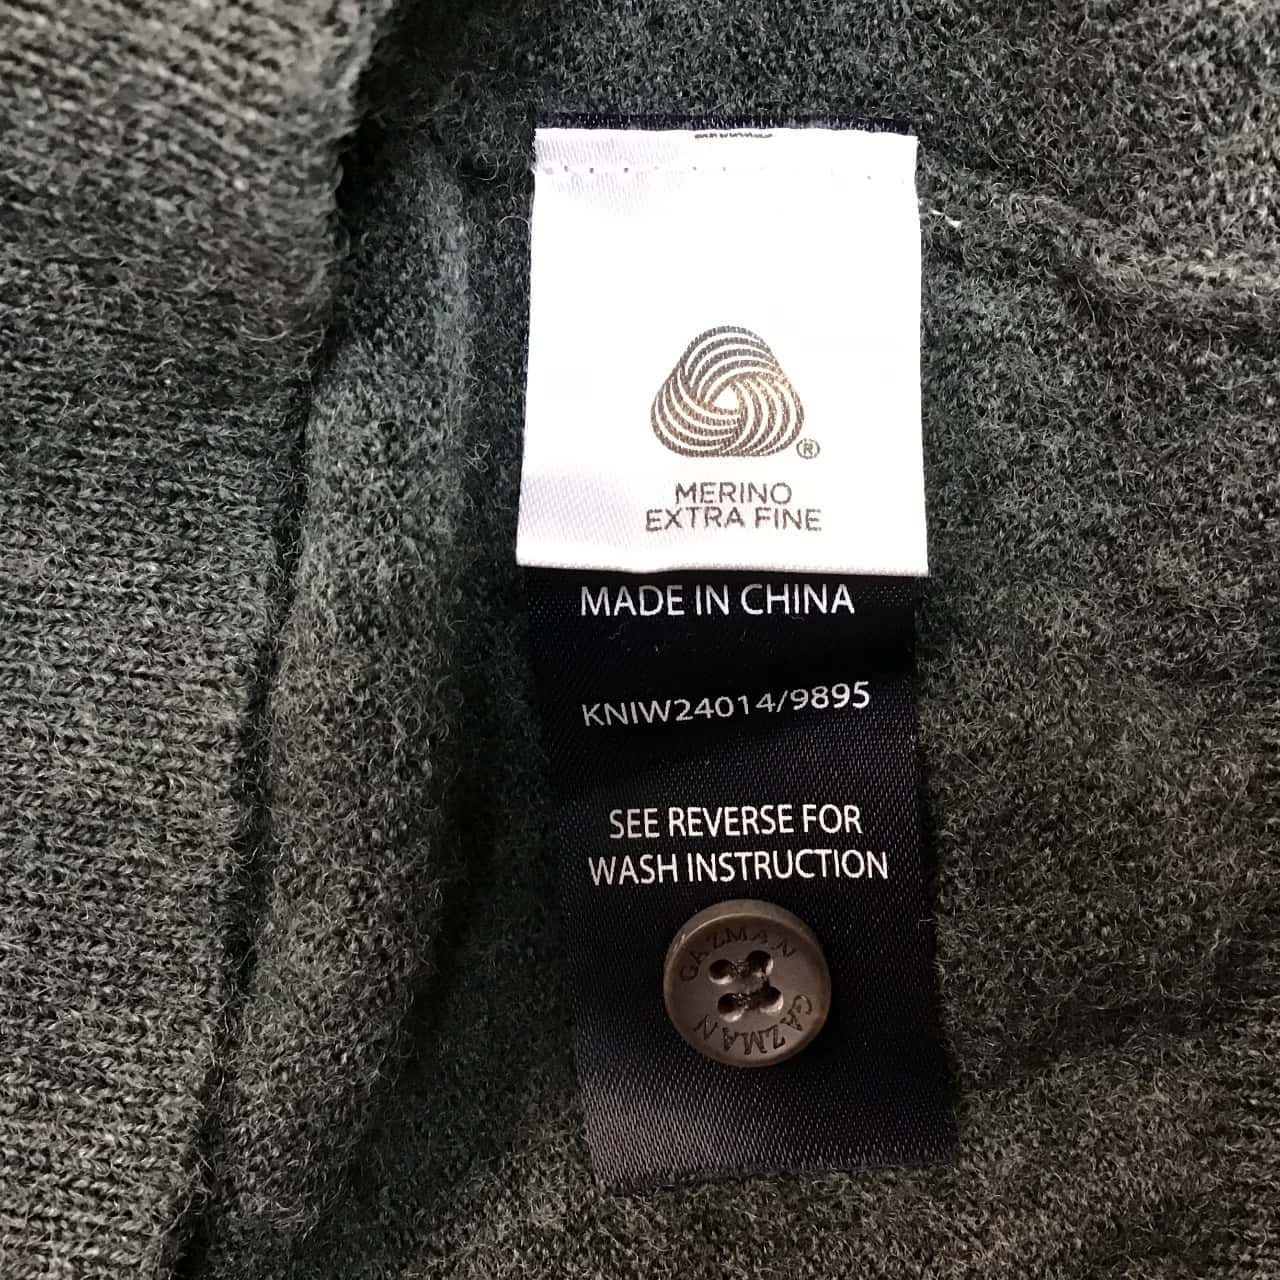 ®
MERINO
EXTRA FINE
MADE IN CHINA
KNIW24014/9895
SEE REVERSE FOR
WASH INSTRUCTION
GAZMAN
GAZMAN